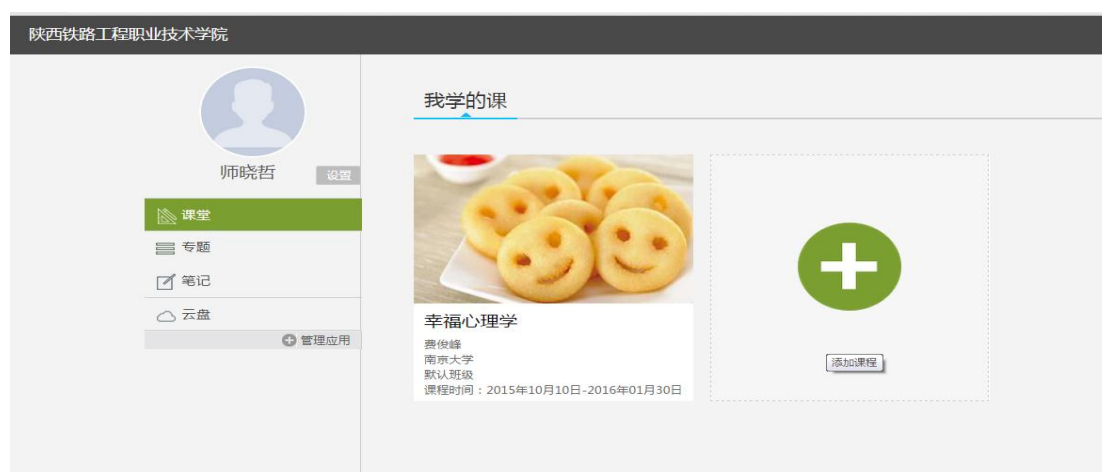 陕西铁路工程职业技术学院
师晓哲
设置
课堂
专题
笔记
云盘
管理应用
我学的课
幸福心理学
费俊峰
南京大学
默认班级
课程时间：2015年10月10日-2016年01月30日
添加课程